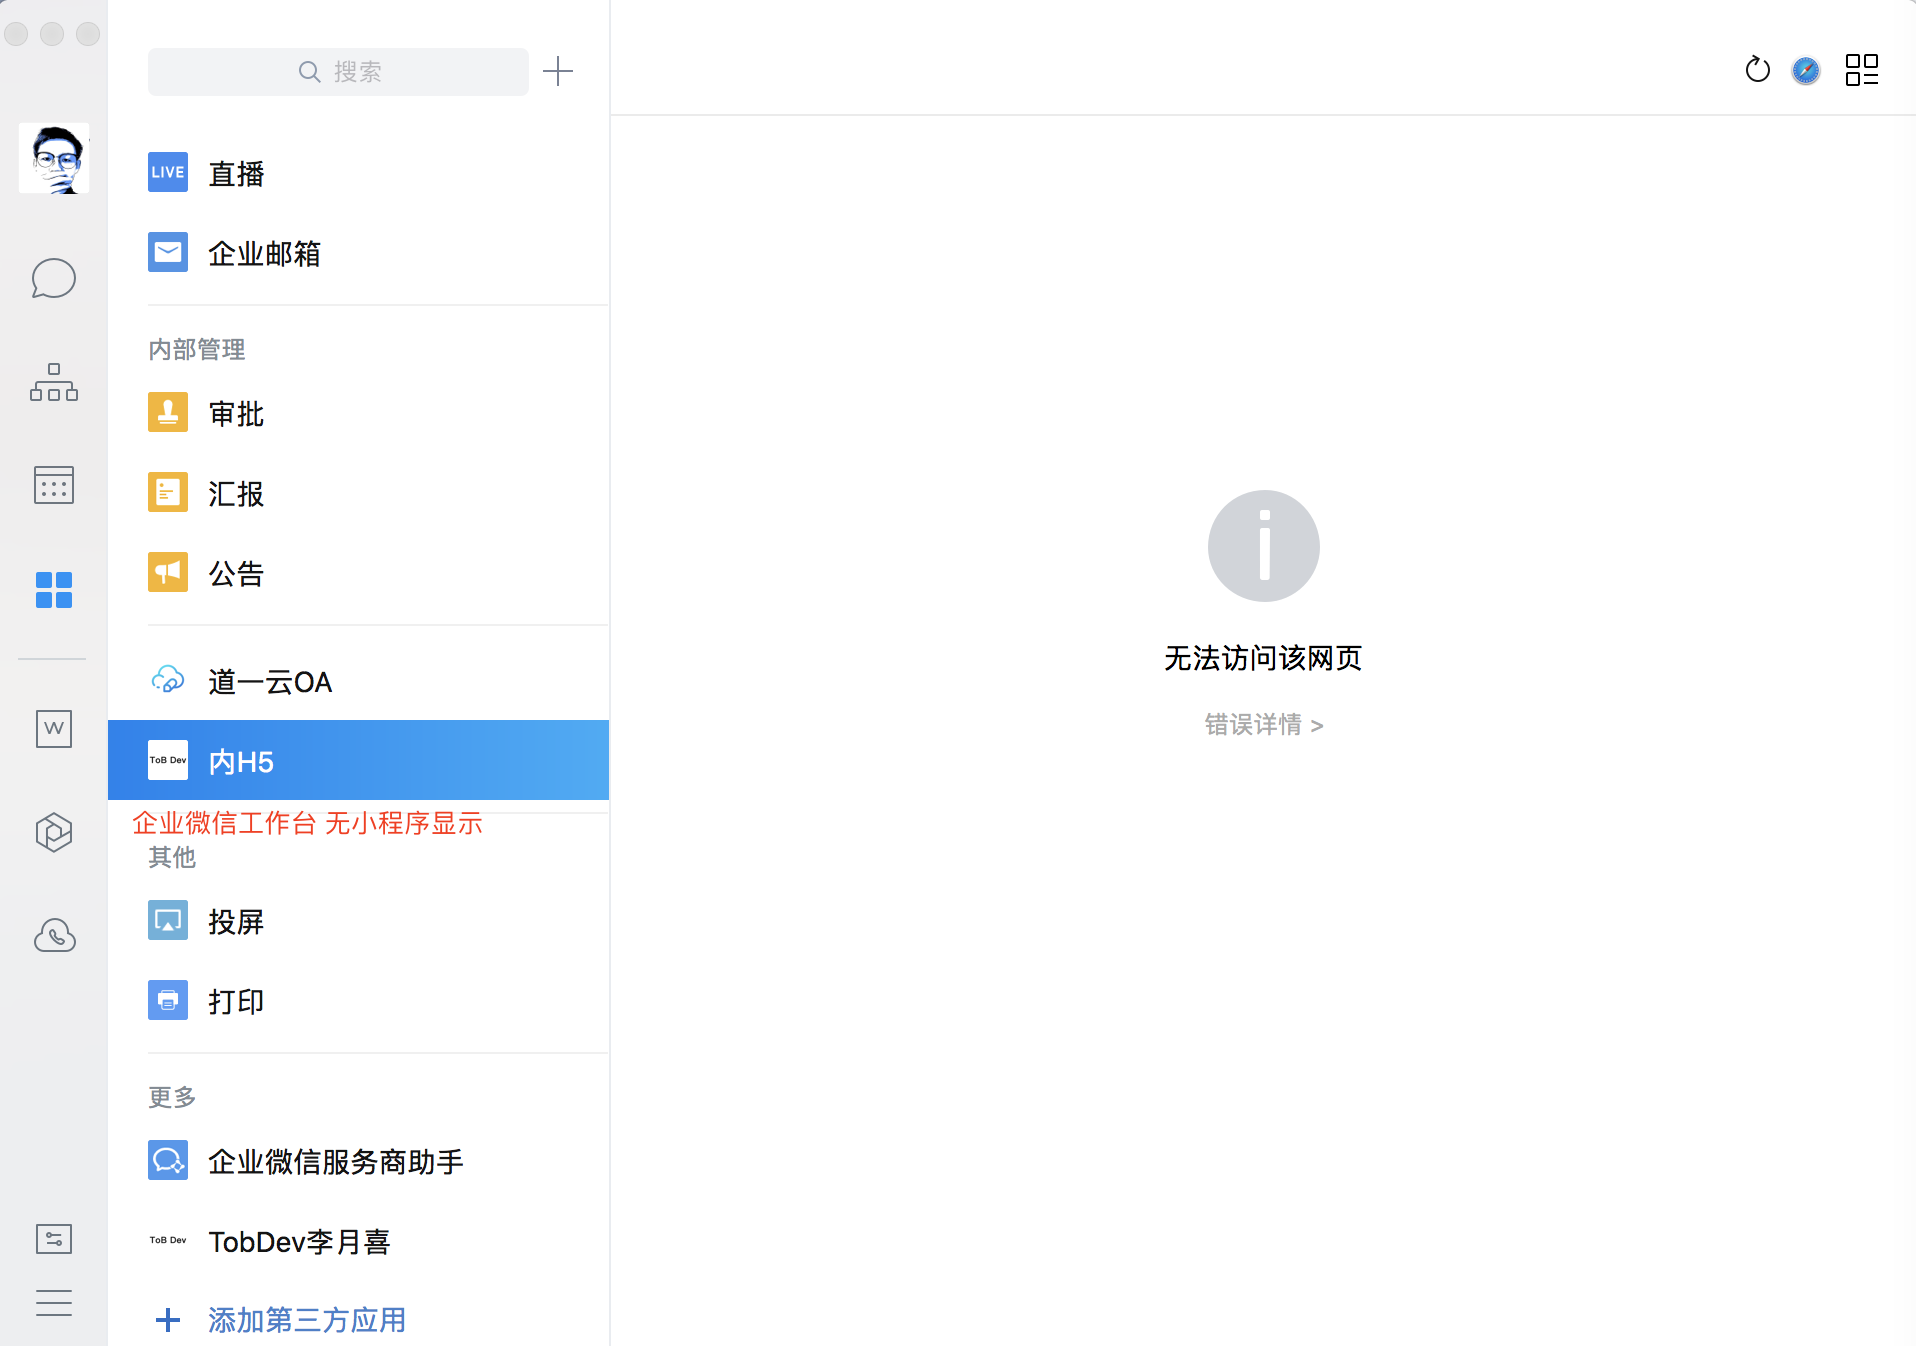 搜索
LIVE 直播
企业邮箱
内部管理
审批
汇报
公告
道一云OA
ToB Dev 内H5
企业微信工作台 无小程序显示
其他
投屏
打印
更多
企业微信服务商助手
ToB Dev TobDev李月喜
添加第三方应用
W
无法访问该网页
错误详情 >